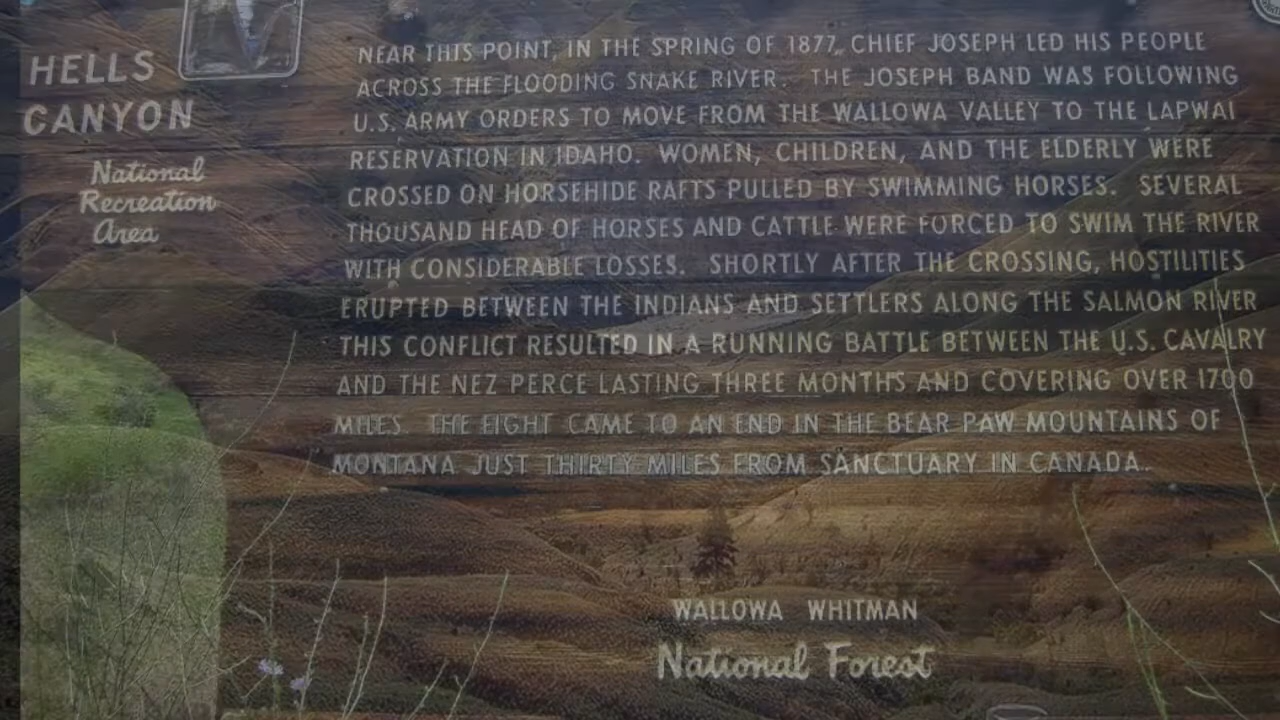 HELLS
CANYON
National
Recreation
Area
NEAR THIS POINT, IN THE SPRING OF 1877, CHIEF JOSEPH LED HIS PEOPLE
ACROSS THE FLOODING SNAKE RIVER. THE JOSEPH BAND WAS FOLLOWING
U.S. ARMY ORDERS TO MOVE FROM THE WALLOWA VALLEY TO THE LAPWAI
RESERVATION IN IDAHO. WOMEN, CHILDREN, AND THE ELDERLY WERE
CROSSED ON HORSEHIDE RAFTS PULLED BY SWIMMING HORSES. SEVERAL
THOUSAND HEAD OF HORSES AND CATTLE WERE FORCED TO SWIM THE RIVER
WITH CONSIDERABLE LOSSES. SHORTLY AFTER THE CROSSING, HOSTILITIES
ERUPTED BETWEEN THE INDIANS AND SETTLERS ALONG THE SALMON RIVER
THIS CONFLICT RESULTED IN A RUNNING BATTLE BETWEEN THE U.S. CAVALRY
AND THE NEZ PERCE LASTING THREE MONTHS AND COVERING OVER 1700
MILES. THE FIGHT CAME TO AN END IN THE BEAR PAW MOUNTAINS OF
MONTANA JUST THIRTY MILES FROM SANCTUARY IN CANADA.
WALLOWA WHITMAN
National Forest